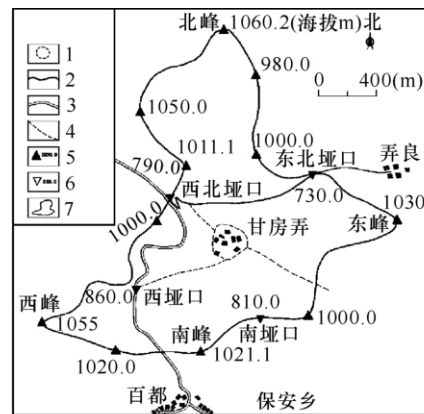 北峰
1060.2(海拔m)
北
980.0
0 400(m)
1
2
3
4
5
6
7
1050.0
1011.1
1000.0
东北垭口
弄良
790.0
西北垭口
730.0
1030
东峰
1000.0
甘房弄
860.0
西垭口
810.0
西峰
1055
南峰
南垭口
1000.0
1020.0
1021.1
百都
保安乡